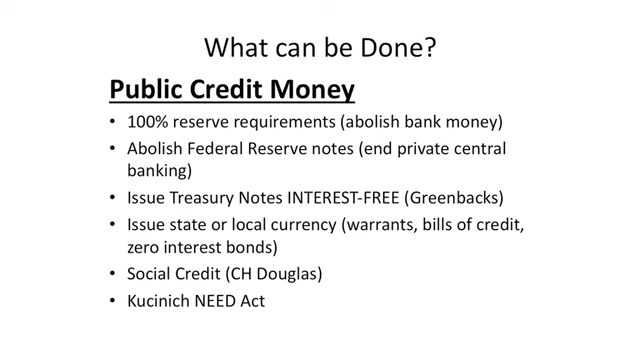 What can be Done?
Public Credit Money
• 100% reserve requirements (abolish bank money)
• Abolish Federal Reserve notes (end private central
banking)
• Issue Treasury Notes INTEREST-FREE (Greenbacks)
• Issue state or local currency (warrants, bills of credit,
zero interest bonds)
• Social Credit (CH Douglas)
• Kucinich NEED Act